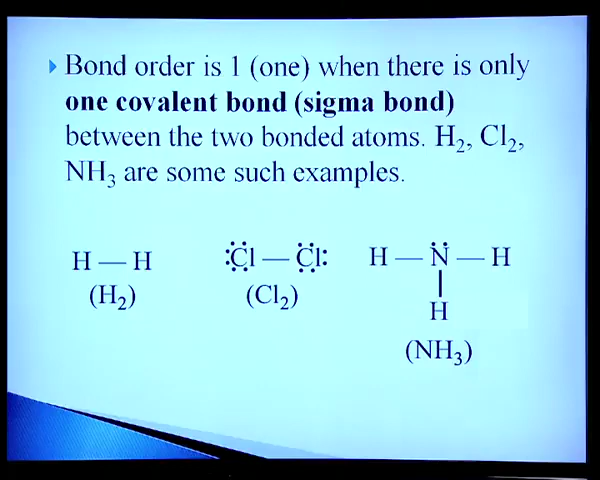 Bond order is 1 (one) when there is only
one covalent bond (sigma bond)
between the two bonded atoms. H₂, Cl₂,
NH₃ are some such examples.
H — H
(H₂)
:Cl — Cl:
(Cl₂)
H — N — H
|
H
(NH₃)